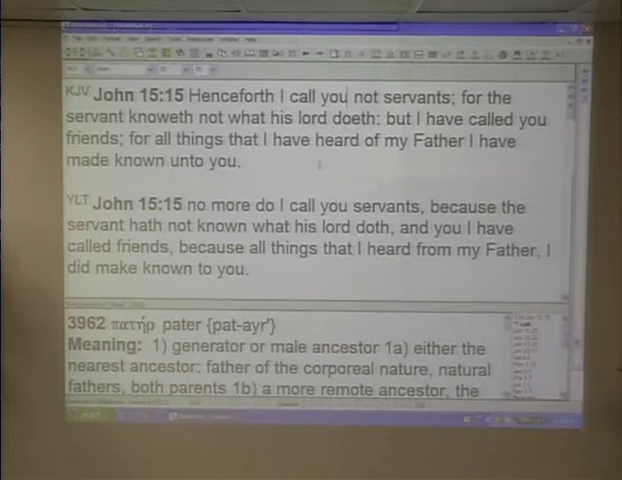 KJV John 15:15 Henceforth I call you not servants; for the
servant knoweth not what his lord doeth: but I have called you
friends; for all things that I have heard of my Father I have
made known unto you.
YLT John 15:15 no more do I call you servants, because the
servant hath not known what his lord doth, and you I have
called friends, because all things that I heard from my Father, I
did make known to you.
3962 πατήρ pater {pat-ayr'}
Meaning: 1) generator or male ancestor 1a) either the
nearest ancestor: father of the corporeal nature, natural
fathers, both parents 1b) a more remote ancestor, the